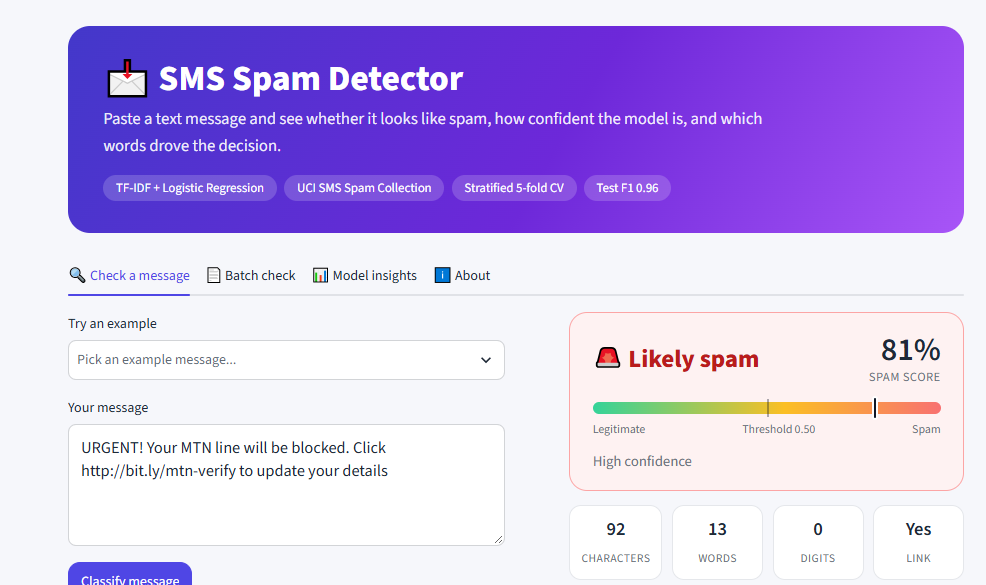 SMS Spam Detector
Paste a text message and see whether it looks like spam, how confident the model is, and which
words drove the decision.
TF-IDF + Logistic Regression
UCI SMS Spam Collection
Stratified 5-fold CV
Test F1 0.96
Check a message
Batch check
Model insights
About
Try an example
Pick an example message...
Your message
URGENT! Your MTN line will be blocked. Click
http://bit.ly/mtn-verify to update your details
Classify message
Likely spam
81%
SPAM SCORE
Legitimate
Threshold 0.50
Spam
High confidence
92
CHARACTERS
13
WORDS
0
DIGITS
Yes
LINK